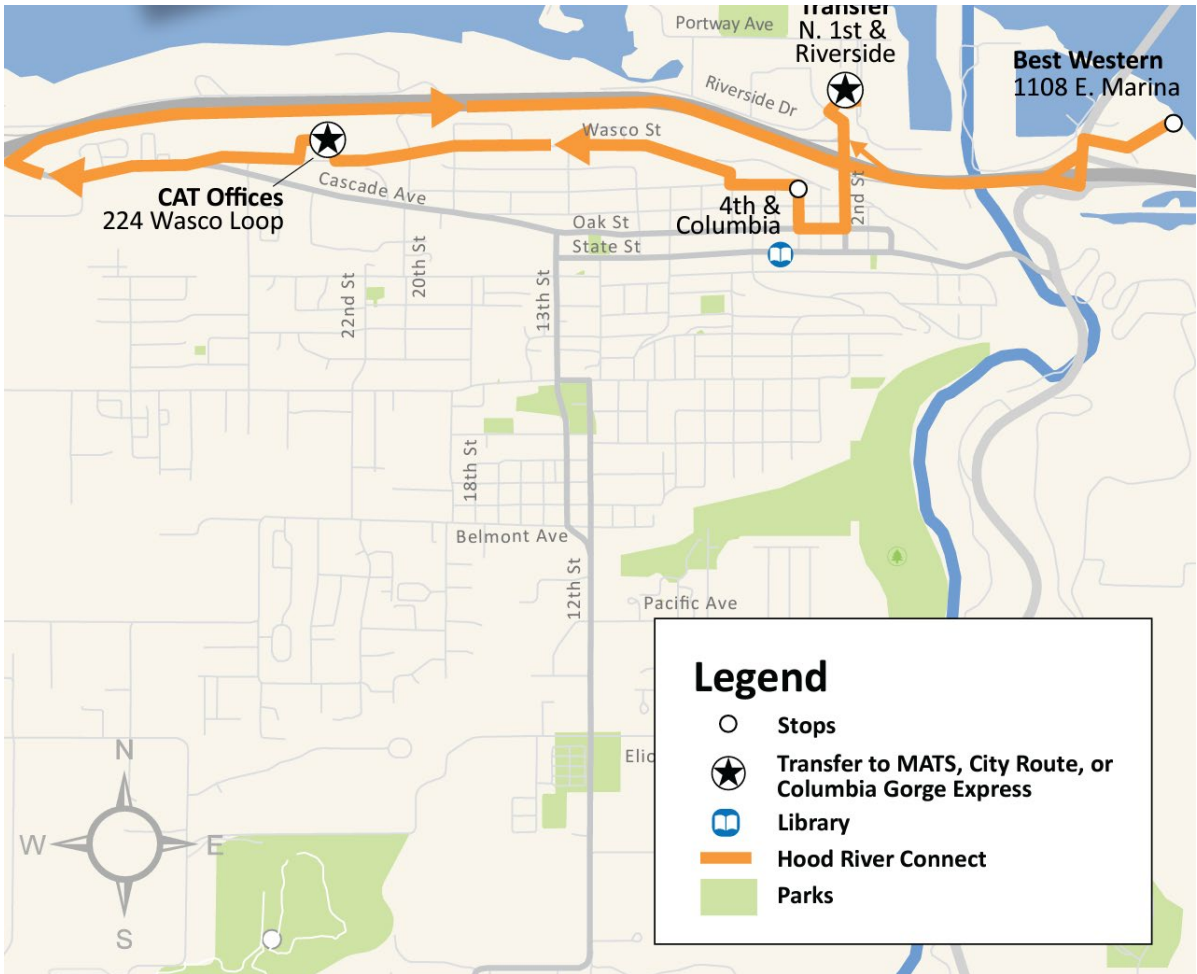 Transfer
N. 1st &
Riverside
Portway Ave
Best Western
1108 E. Marina
Riverside Dr
Wasco St
CAT Offices
224 Wasco Loop
Cascade Ave
4th &
Columbia
2nd St
Oak St
State St
20th St
22nd St
13th St
18th St
Belmont Ave
12th St
Pacific Ave
Elio
Legend
Stops
Transfer to MATS, City Route, or
Columbia Gorge Express
Library
Hood River Connect
Parks
N
W
E
S